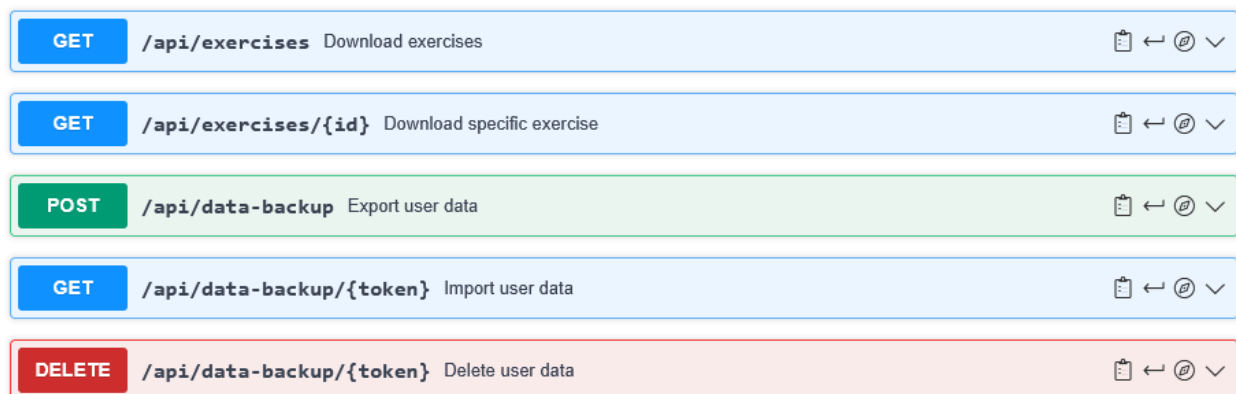 GET /api/exercises Download exercises
GET /api/exercises/{id} Download specific exercise
POST /api/data-backup Export user data
GET /api/data-backup/{token} Import user data
DELETE /api/data-backup/{token} Delete user data